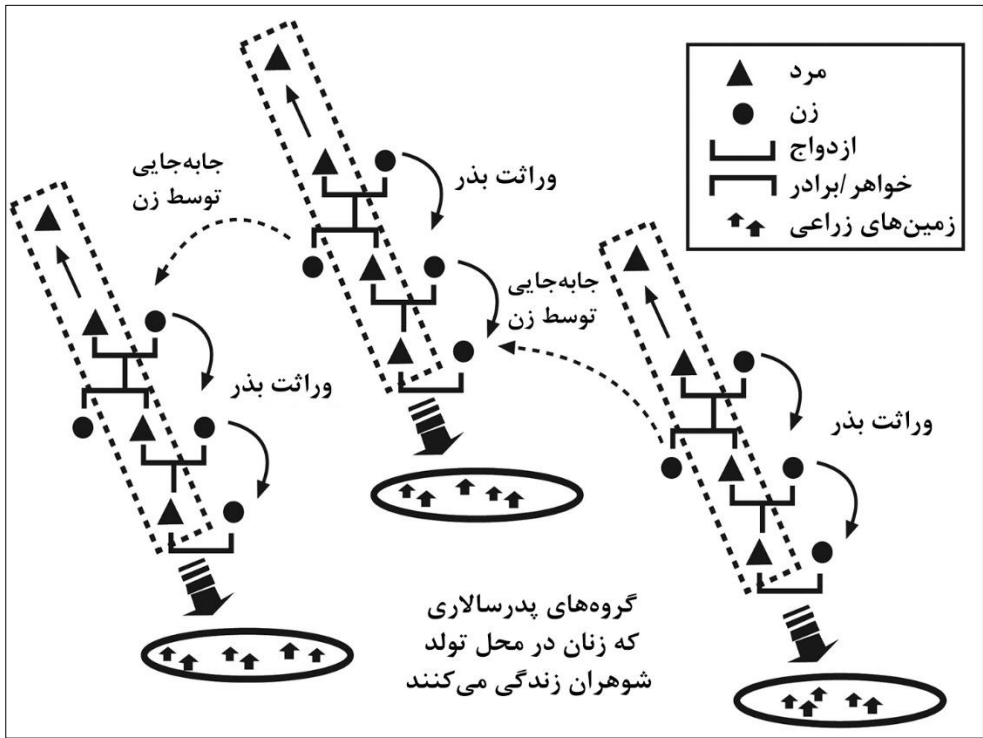 مرد
زن
ازدواج
خواهر/برادر
زمین‌های زراعی
جابه‌جایی
توسط زن
وراثت بذر
جابه‌جایی
توسط زن
وراثت بذر
وراثت بذر
گروه‌های پدرسالاری
که زنان در محل تولد
شوهران زندگی می‌کنند